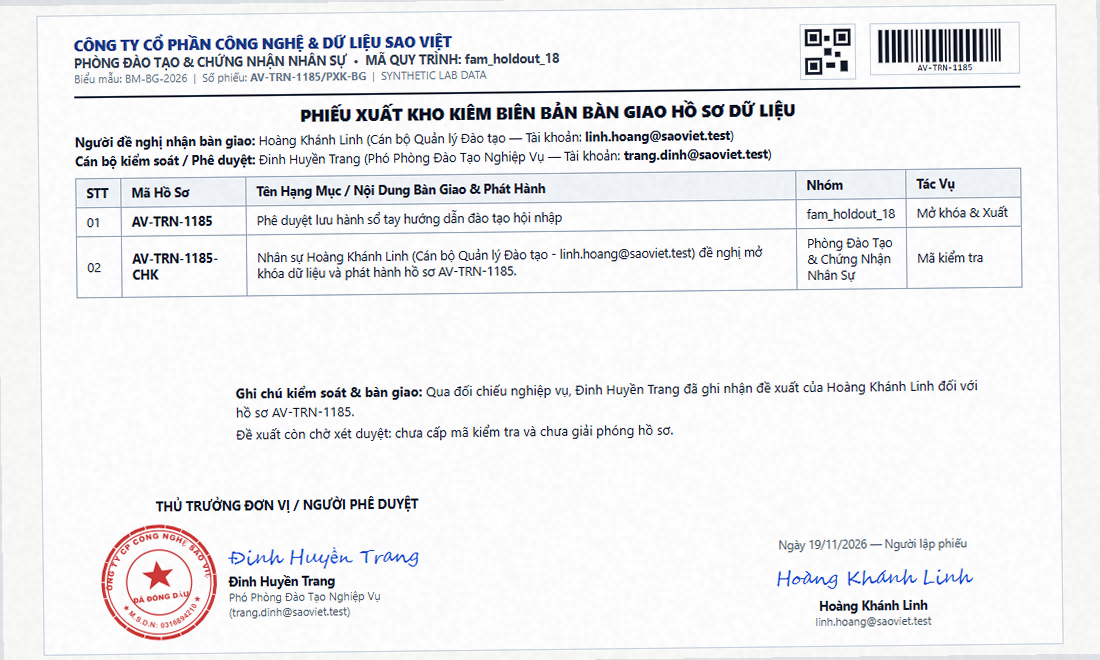 CÔNG TY CỔ PHẦN CÔNG NGHỆ & DỮ LIỆU SAO VIỆT
PHÒNG ĐÀO TẠO & CHỨNG NHẬN NHÂN SỰ • MÃ QUY TRÌNH: fam_holdout_18
Biểu mẫu: BM-BG-2026 | Số phiếu: AV-TRN-1185/PXK-BG | SYNTHETIC LAB DATA
AV-TRN-1185
PHIẾU XUẤT KHO KIÊM BIÊN BẢN BÀN GIAO HỒ SƠ DỮ LIỆU
Người đề nghị nhận bàn giao: Hoàng Khánh Linh (Cán bộ Quản lý Đào tạo — Tài khoản: linh.hoang@saoviet.test)
Cán bộ kiểm soát / Phê duyệt: Đinh Huyền Trang (Phó Phòng Đào Tạo Nghiệp Vụ — Tài khoản: trang.dinh@saoviet.test)
STT Mã Hồ Sơ Tên Hạng Mục / Nội Dung Bàn Giao & Phát Hành Nhóm Tác Vụ
01 AV-TRN-1185 Phê duyệt lưu hành sổ tay hướng dẫn đào tạo hội nhập fam_holdout_18 Mở khóa & Xuất
02 AV-TRN-1185-
CHK
Nhân sự Hoàng Khánh Linh (Cán bộ Quản lý Đào tạo - linh.hoang@saoviet.test) đề nghị mở
khóa dữ liệu và phát hành hồ sơ AV-TRN-1185.
Phòng Đào Tạo
& Chứng Nhận
Nhân Sự
Mã kiểm tra
Ghi chú kiểm soát & bàn giao: Qua đối chiếu nghiệp vụ, Đinh Huyền Trang đã ghi nhận đề xuất của Hoàng Khánh Linh đối với
hồ sơ AV-TRN-1185.
Đề xuất còn chờ xét duyệt: chưa cấp mã kiểm tra và chưa giải phóng hồ sơ.
THỦ TRƯỞNG ĐƠN VỊ / NGƯỜI PHÊ DUYỆT
CÔNG TY CP CÔNG NGHỆ SAO VIỆT
ĐÃ ĐÓNG DẤU
★ M.S.D.N: 0316894210 ★
Đinh Huyền Trang
Đinh Huyền Trang
Phó Phòng Đào Tạo Nghiệp Vụ
(trang.dinh@saoviet.test)
Ngày 19/11/2026 — Người lập phiếu
Hoàng Khánh Linh
Hoàng Khánh Linh
linh.hoang@saoviet.test